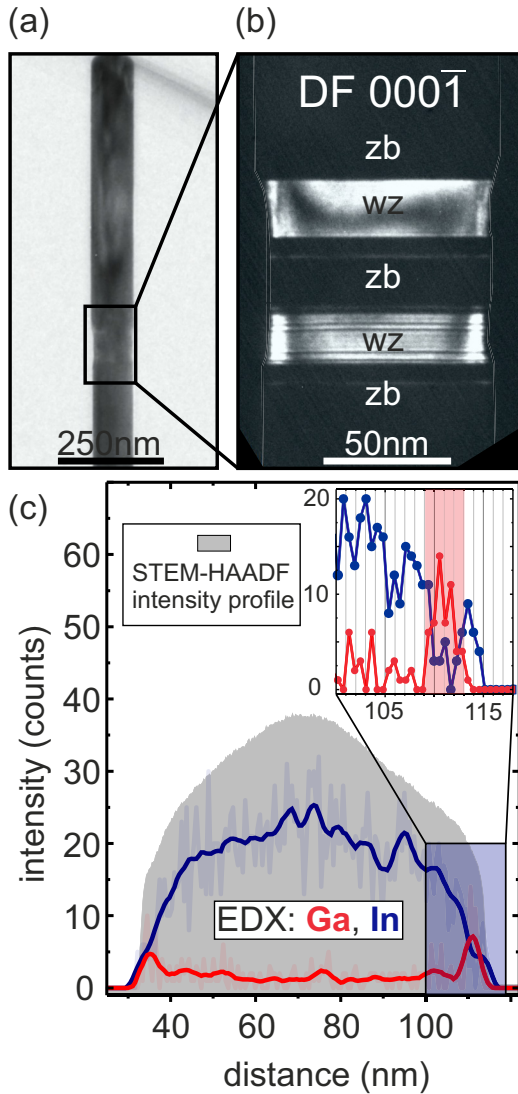 (a)
250nm
(b)
DF 0001̅
zb
wz
zb
wz
zb
50nm
(c)
STEM-HAADF
intensity profile
20
10
0
105
115
60
50
40
30
20
10
0
intensity (counts)
EDX: Ga, In
40
60
80
100
distance (nm)